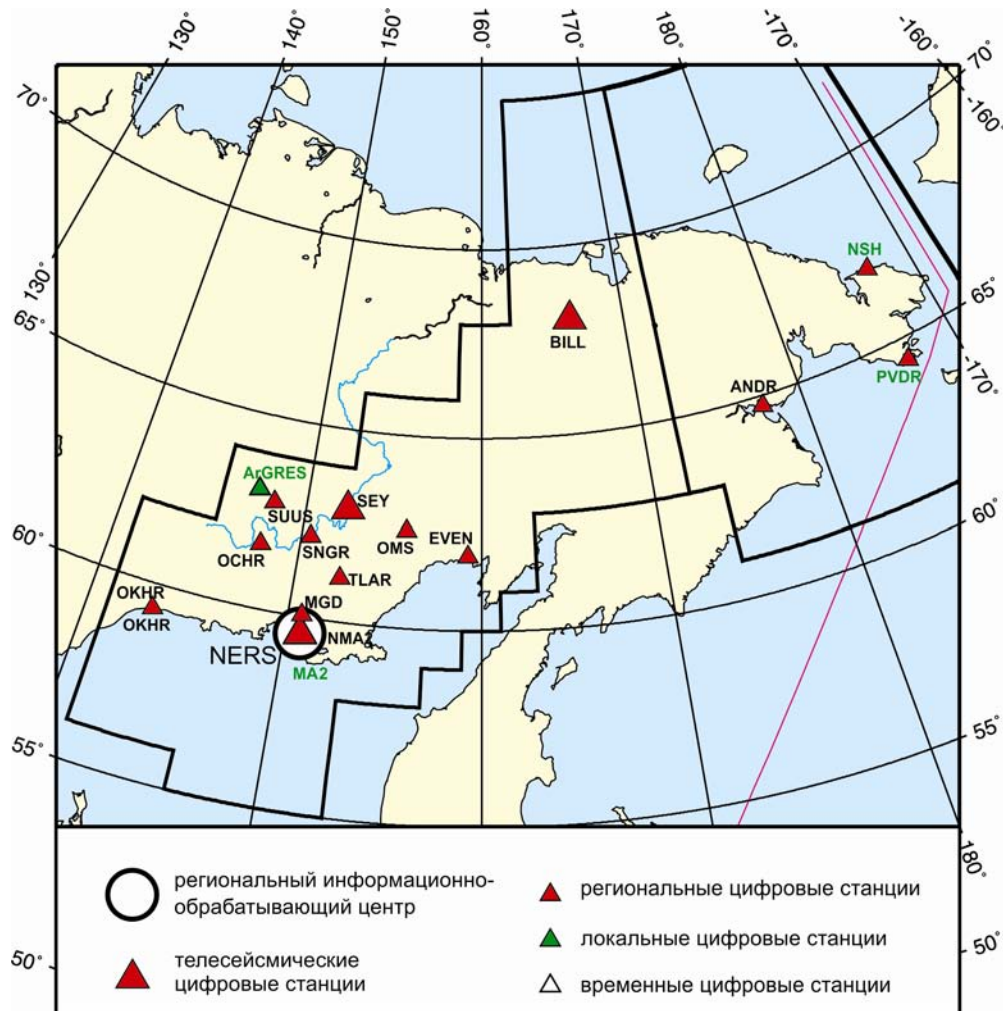 130°
140°
150°
160°
170°
180°
-170°
-160°
70°
70°
-160°
130°
65°
65°
-170°
60°
60°
55°
55°
180°
50°
50°
NSH
PVDR
BILL
ANDR
ArGRES
SUUS
SEY
OCHR
SNGR
OMS
EVEN
TLAR
OKHR
OKHR
MGD
NMA2
NERS
MA2
региональный информационно-
обрабатывающий центр
телесейсмические
цифровые станции
региональные цифровые станции
локальные цифровые станции
временные цифровые станции